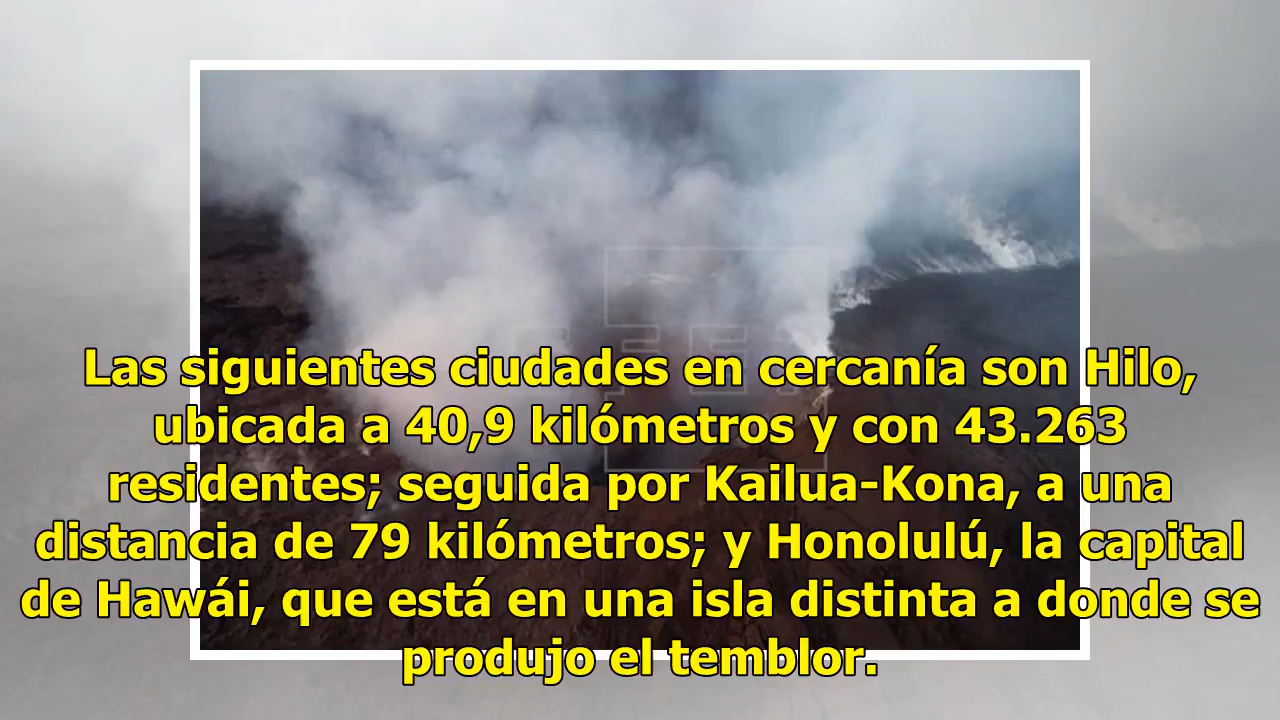 Las siguientes ciudades en cercanía son Hilo,
ubicada a 40,9 kilómetros y con 43.263
residentes; seguida por Kailua-Kona, a una
distancia de 79 kilómetros; y Honolulú, la capital
de Hawái, que está en una isla distinta a donde se
produjo el temblor.